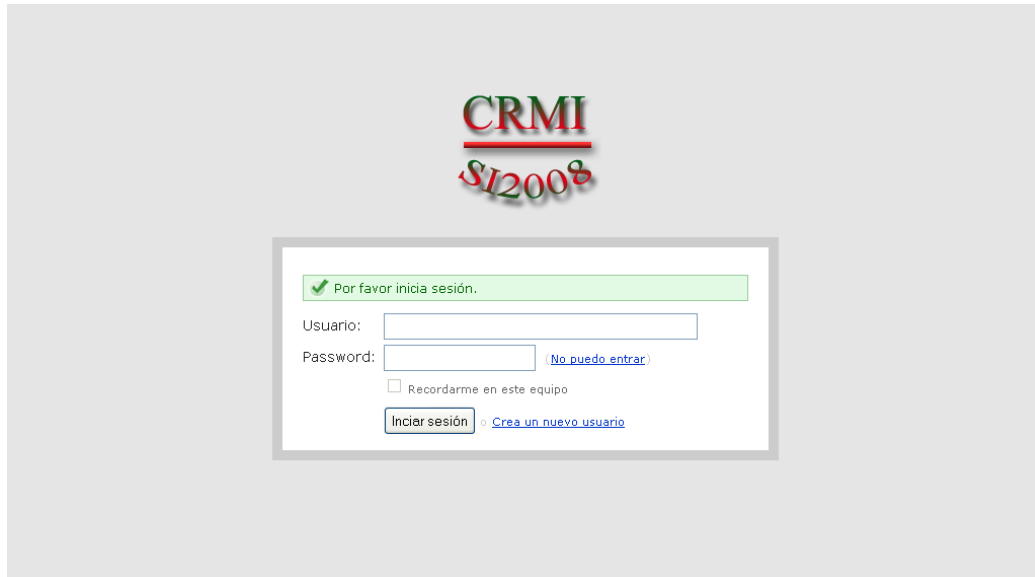 CRMI
SI2008
Por favor inicia sesión.
Usuario:
Password: (No puedo entrar)
Recordarme en este equipo
Inciar sesión o Crea un nuevo usuario